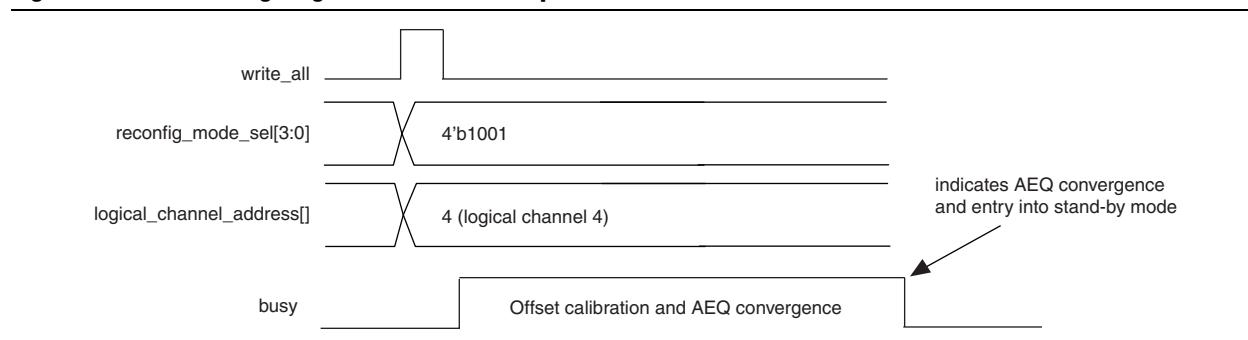 write_all
reconfig_mode_sel[3:0]
4'b1001
logical_channel_address[]
4 (logical channel 4)
indicates AEQ convergence
and entry into stand-by mode
busy
Offset calibration and AEQ convergence